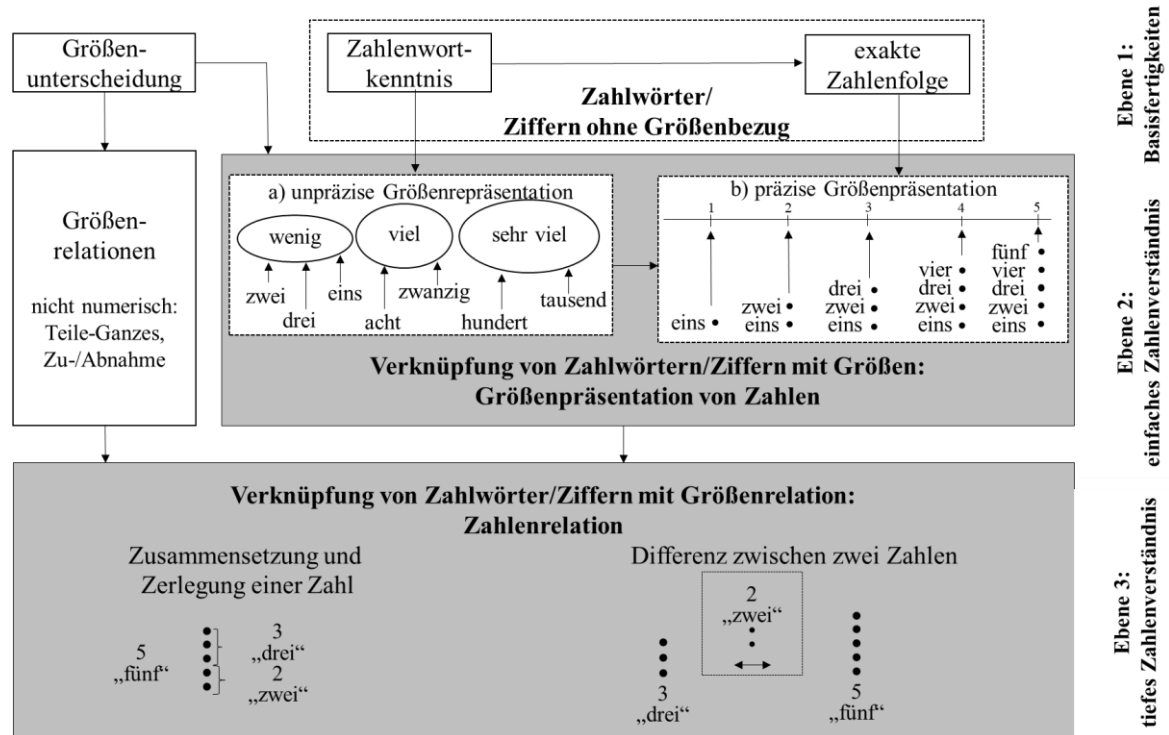 Größen-
unterscheidung
Zahlenwort-
kenntnis
exakte
Zahlenfolge
Zahlwörter/
Ziffern ohne Größenbezug
Ebene 1:
Basisfertigkeiten
Größen-
relationen
nicht numerisch:
Teile-Ganzes,
Zu-/Abnahme
a) unpräzise Größenrepräsentation
wenig
viel
sehr viel
zwei
drei
eins
acht
zwanzig
hundert
tausend
b) präzise Größenpräsentation
1 2 3 4 5
eins
zwei
eins
drei
zwei
eins
vier
drei
zwei
eins
fünf
vier
drei
zwei
eins
Verknüpfung von Zahlwörtern/Ziffern mit Größen:
Größenpräsentation von Zahlen
Ebene 2:
einfaches Zahlenverständnis
Verknüpfung von Zahlwörter/Ziffern mit Größenrelation:
Zahlenrelation
Zusammensetzung und
Zerlegung einer Zahl
5
„fünf“
3
„drei“
2
„zwei“
Differenz zwischen zwei Zahlen
2
„zwei“
3
„drei“
5
„fünf“
Ebene 3:
tiefes Zahlenverständnis